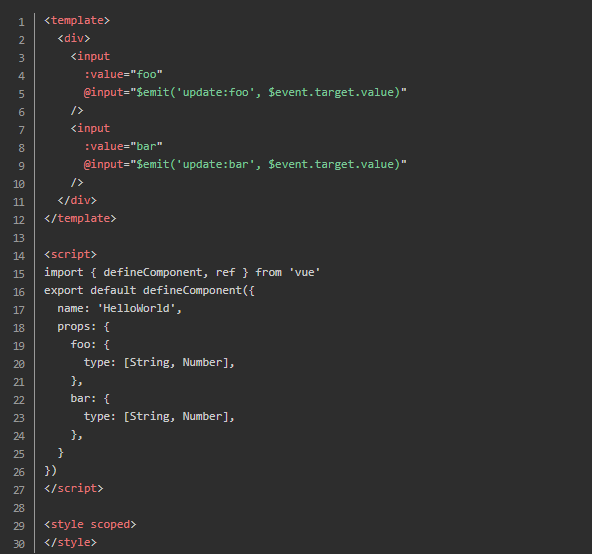 1 <template>
2   <div>
3     <input
4       :value="foo"
5       @input="$emit('update:foo', $event.target.value)"
6     />
7     <input
8       :value="bar"
9       @input="$emit('update:bar', $event.target.value)"
10     />
11   </div>
12 </template>
13
14 <script>
15 import { defineComponent, ref } from 'vue'
16 export default defineComponent({
17   name: 'HelloWorld',
18   props: {
19     foo: {
20       type: [String, Number],
21     },
22     bar: {
23       type: [String, Number],
24     },
25   }
26 })
27 </script>
28
29 <style scoped>
30 </style>